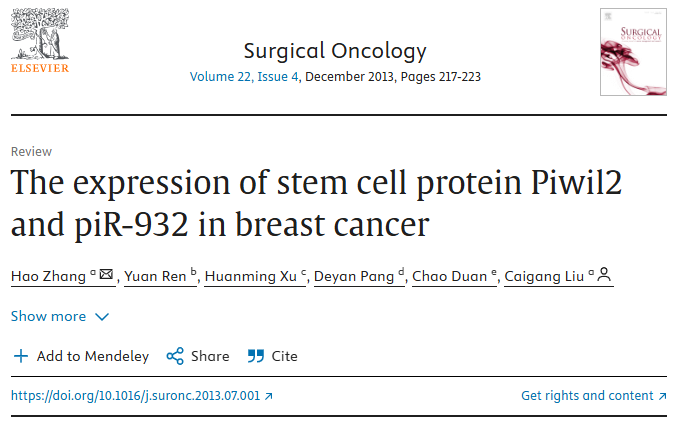 ELSEVIER
Surgical Oncology
Volume 22, Issue 4, December 2013, Pages 217-223
SURGICAL
ONCOLOGY
Review
The expression of stem cell protein Piwil2
and piR-932 in breast cancer
Hao Zhang a, Yuan Ren b, Huanming Xu c, Deyan Pang d, Chao Duan e, Caigang Liu a
Show more
Add to Mendeley Share Cite
https://doi.org/10.1016/j.suronc.2013.07.001 Get rights and content